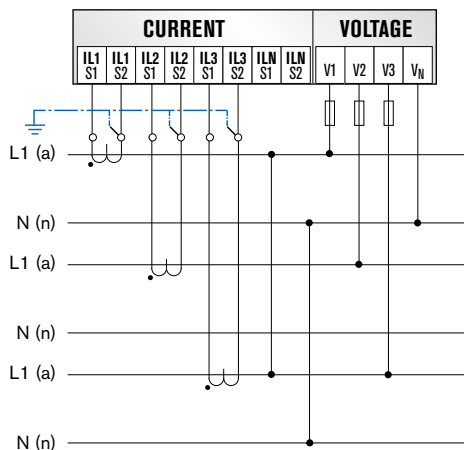 CURRENT VOLTAGE
IL1 IL1 IL2 IL2 IL3 IL3 ILN ILN V1 V2 V3 VN
S1 S2 S1 S2 S1 S2 S1 S2
L1 (a)
N (n)
L1 (a)
N (n)
L1 (a)
N (n)